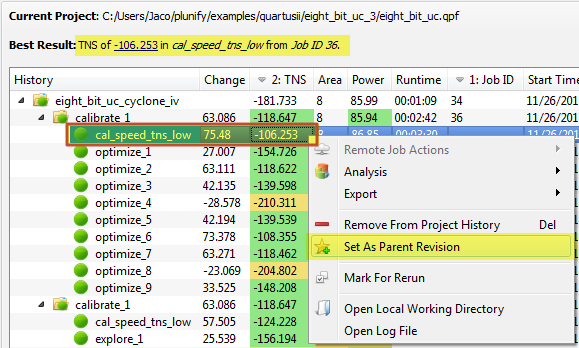 Current Project: C:/Users/Jaco/plunify/examples/quartusii/eight_bit_uc_3/eight_bit_uc.qpf
Best Result: TNS of -106.253 in cal_speed_tns_low from Job ID 36.
History Change 2: TNS Area Power Runtime 1: Job ID Start Time
eight_bit_uc_cyclone_iv -181.733 8 85.99 00:01:09 34 11/26/201
calibrate_1 63.086 -118.647 8 85.94 00:02:42 36 11/26/201
cal_speed_tns_low 75.48 -106.253 8 86.85 00:02:30 11/26/201
optimize_1 27.007 -154.726
optimize_2 63.111 -118.622
optimize_3 42.135 -139.598
optimize_4 -28.578 -210.311
optimize_5 42.194 -139.539
optimize_6 73.378 -108.355
optimize_7 63.271 -118.462
optimize_8 -23.069 -204.802
optimize_9 33.525 -148.208
calibrate_1 63.086 -118.647
cal_speed_tns_low 57.505 -124.228
explore_1 25.539 -156.194
Remote Job Actions
Analysis
Export
Remove From Project History Del
Set As Parent Revision
Mark For Rerun
Open Local Working Directory
Open Log File